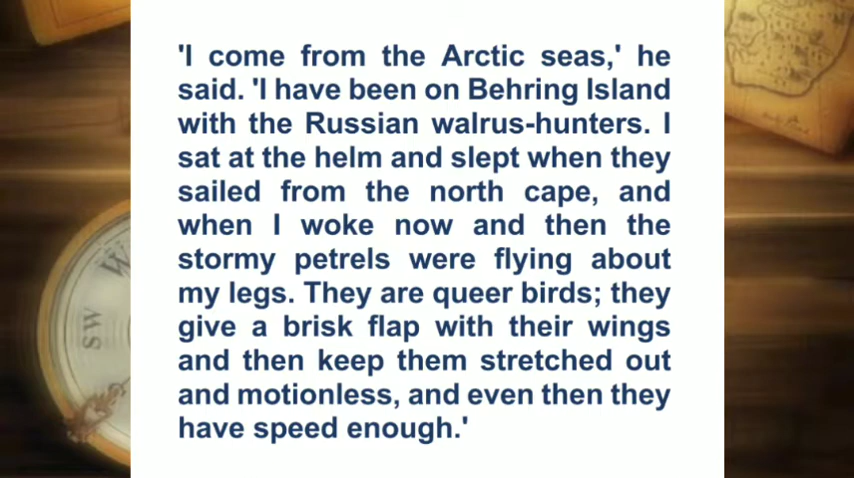 'I come from the Arctic seas,' he
said. 'I have been on Behring Island
with the Russian walrus-hunters. I
sat at the helm and slept when they
sailed from the north cape, and
when I woke now and then the
stormy petrels were flying about
my legs. They are queer birds; they
give a brisk flap with their wings
and then keep them stretched out
and motionless, and even then they
have speed enough.'
W
SW